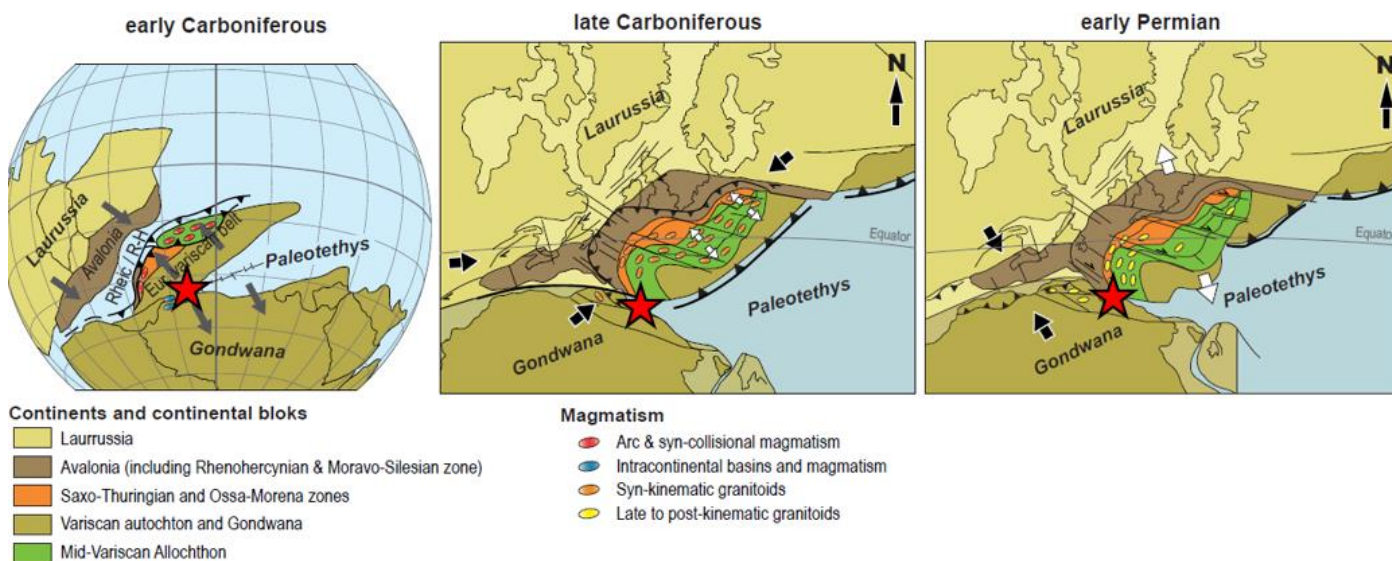 early Carboniferous
late Carboniferous
early Permian
Laurussia
Avalonia
Rheic / R-H
Eur. variscan belt
Paleotethys
Gondwana
N
Laurussia
Equator
Paleotethys
Gondwana
N
Laurussia
Equator
Paleotethys
Gondwana
Continents and continental bloks
Laurrussia
Avalonia (including Rhenohercynian & Moravo-Silesian zone)
Saxo-Thuringian and Ossa-Morena zones
Variscan autochton and Gondwana
Mid-Variscan Allochthon
Magmatism
Arc & syn-collisional magmatism
Intracontinental basins and magmatism
Syn-kinematic granitoids
Late to post-kinematic granitoids